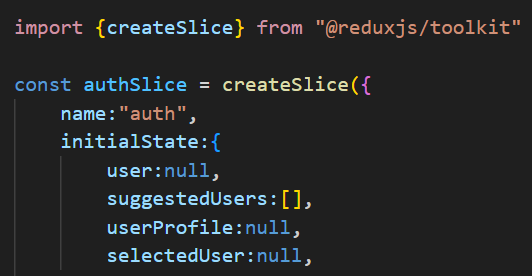 import {createSlice} from "@reduxjs/toolkit"
const authSlice = createSlice({
name:"auth",
initialState:{
user:null,
suggestedUsers:[],
userProfile:null,
selectedUser:null,